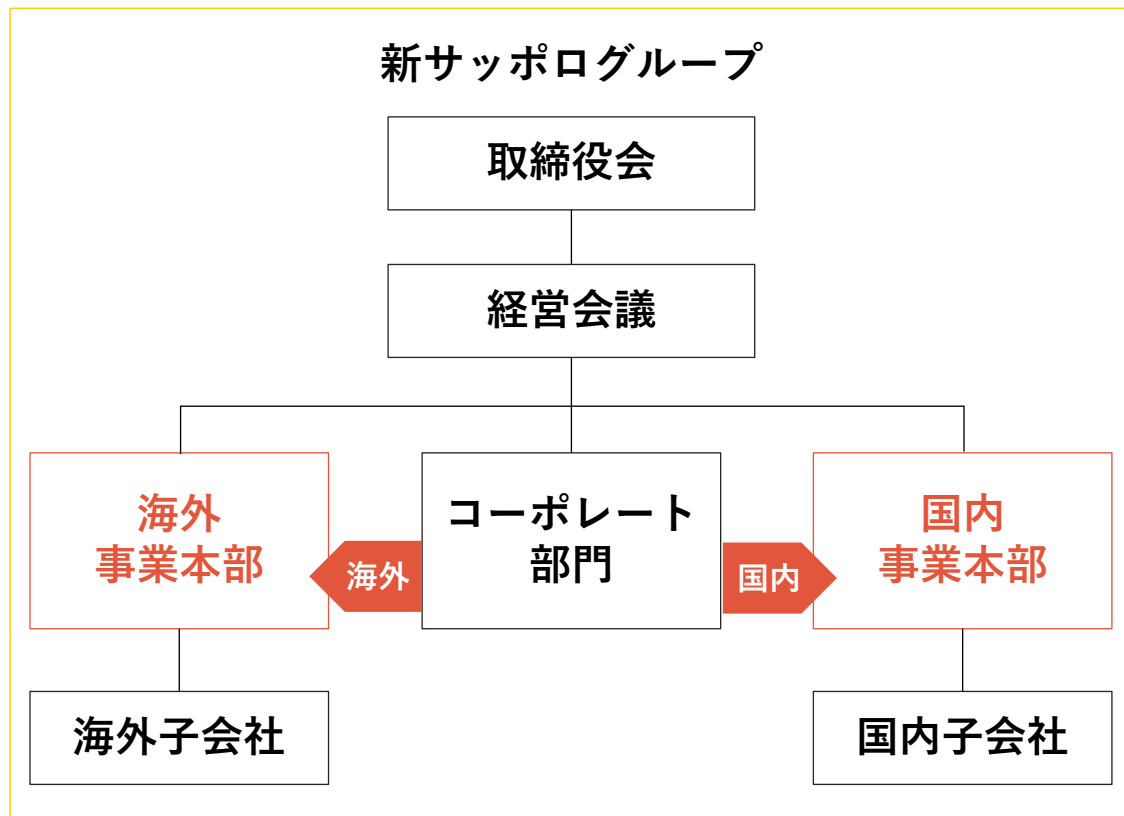 新サッポログループ
取締役会
経営会議
海外
事業本部
海外
コーポレート
部門
国内
国内
事業本部
海外子会社
国内子会社